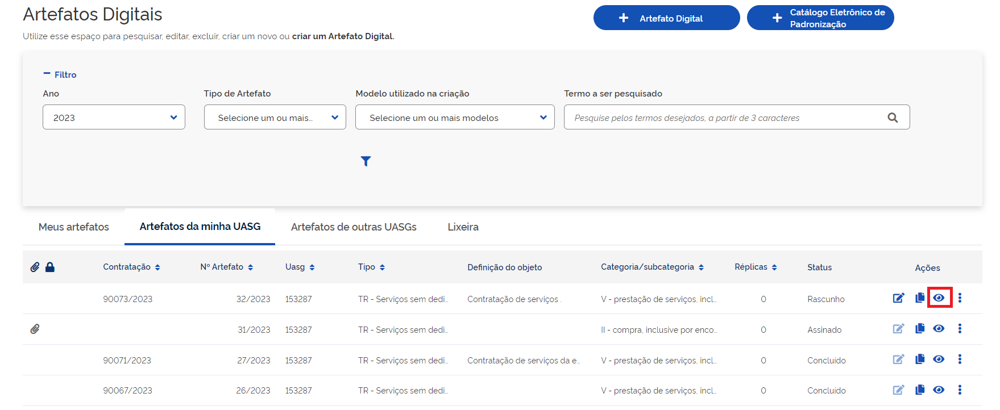 Artefatos Digitais
Artefato Digital
Catálogo Eletrônico de
Padronização
Utilize esse espaço para pesquisar, editar, excluir, criar um novo ou criar um Artefato Digital.
Filtro
Ano Tipo de Artefato Modelo utilizado na criação Termo a ser pesquisado
2023 Selecione um ou mais... Selecione um ou mais modelos Pesquise pelos termos desejados, a partir de 3 caracteres
Meus artefatos Artefatos da minha UASG Artefatos de outras UASGs Lixeira
Contratação Nº Artefato Uasg Tipo Definição do objeto Categoria/subcategoria Réplicas Status Ações
90073/2023 32/2023 153287 TR - Serviços sem dedi... Contratação de serviços . V - prestação de serviços, incl... 0 Rascunho
31/2023 153287 TR - Serviços sem dedi... II - compra, inclusive por enco... 0 Assinado
90071/2023 27/2023 153287 TR - Serviços sem dedi... Contratação de serviços da e... V - prestação de serviços, incl... 0 Concluído
90067/2023 26/2023 153287 TR - Serviços sem dedi... V - prestação de serviços, incl... 0 Concluído